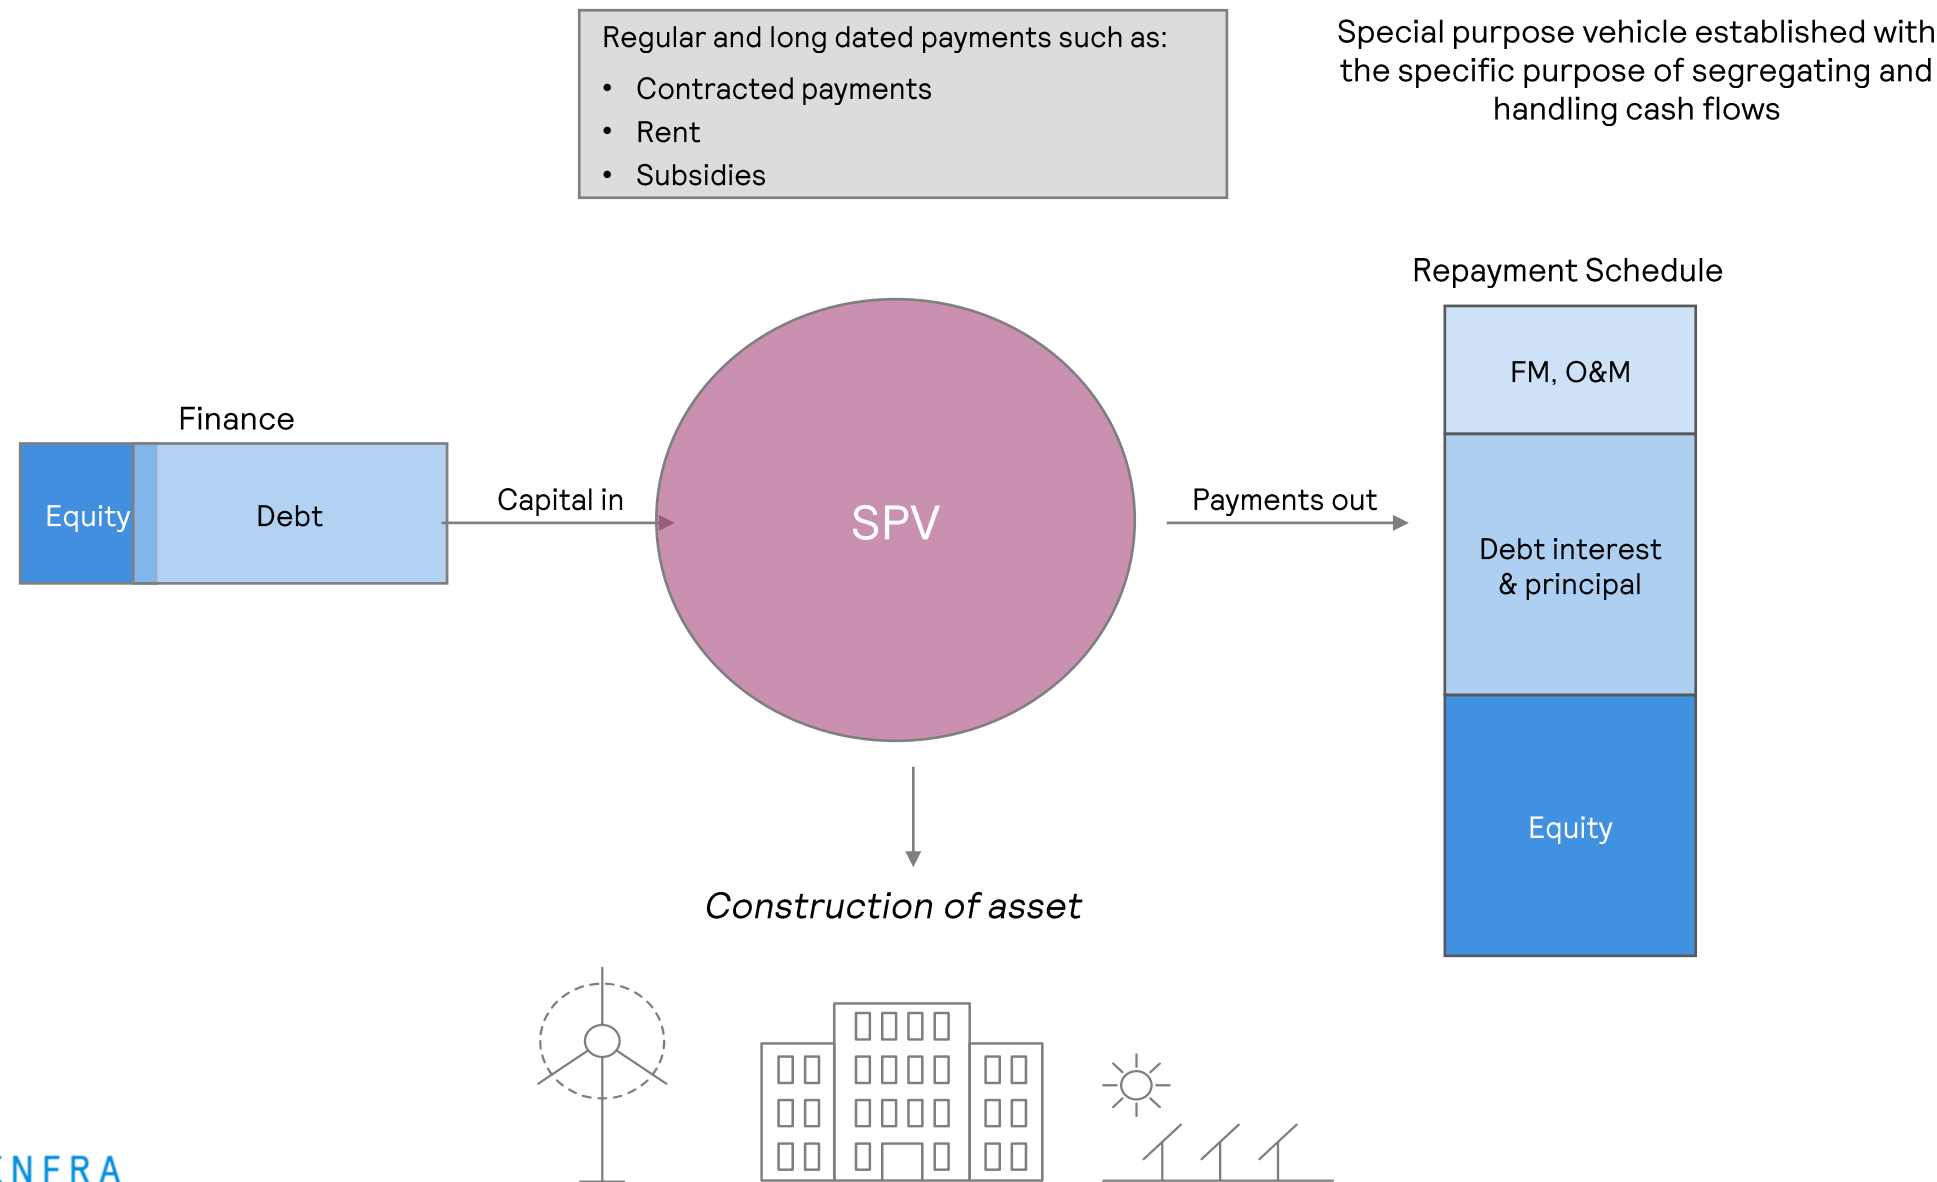 Regular and long dated payments such as:
• Contracted payments
• Rent
• Subsidies
Special purpose vehicle established with
the specific purpose of segregating and
handling cash flows
Repayment Schedule
FM, O&M
Debt interest
& principal
Equity
Finance
Equity
Debt
Capital in
SPV
Payments out
Construction of asset
NFRA